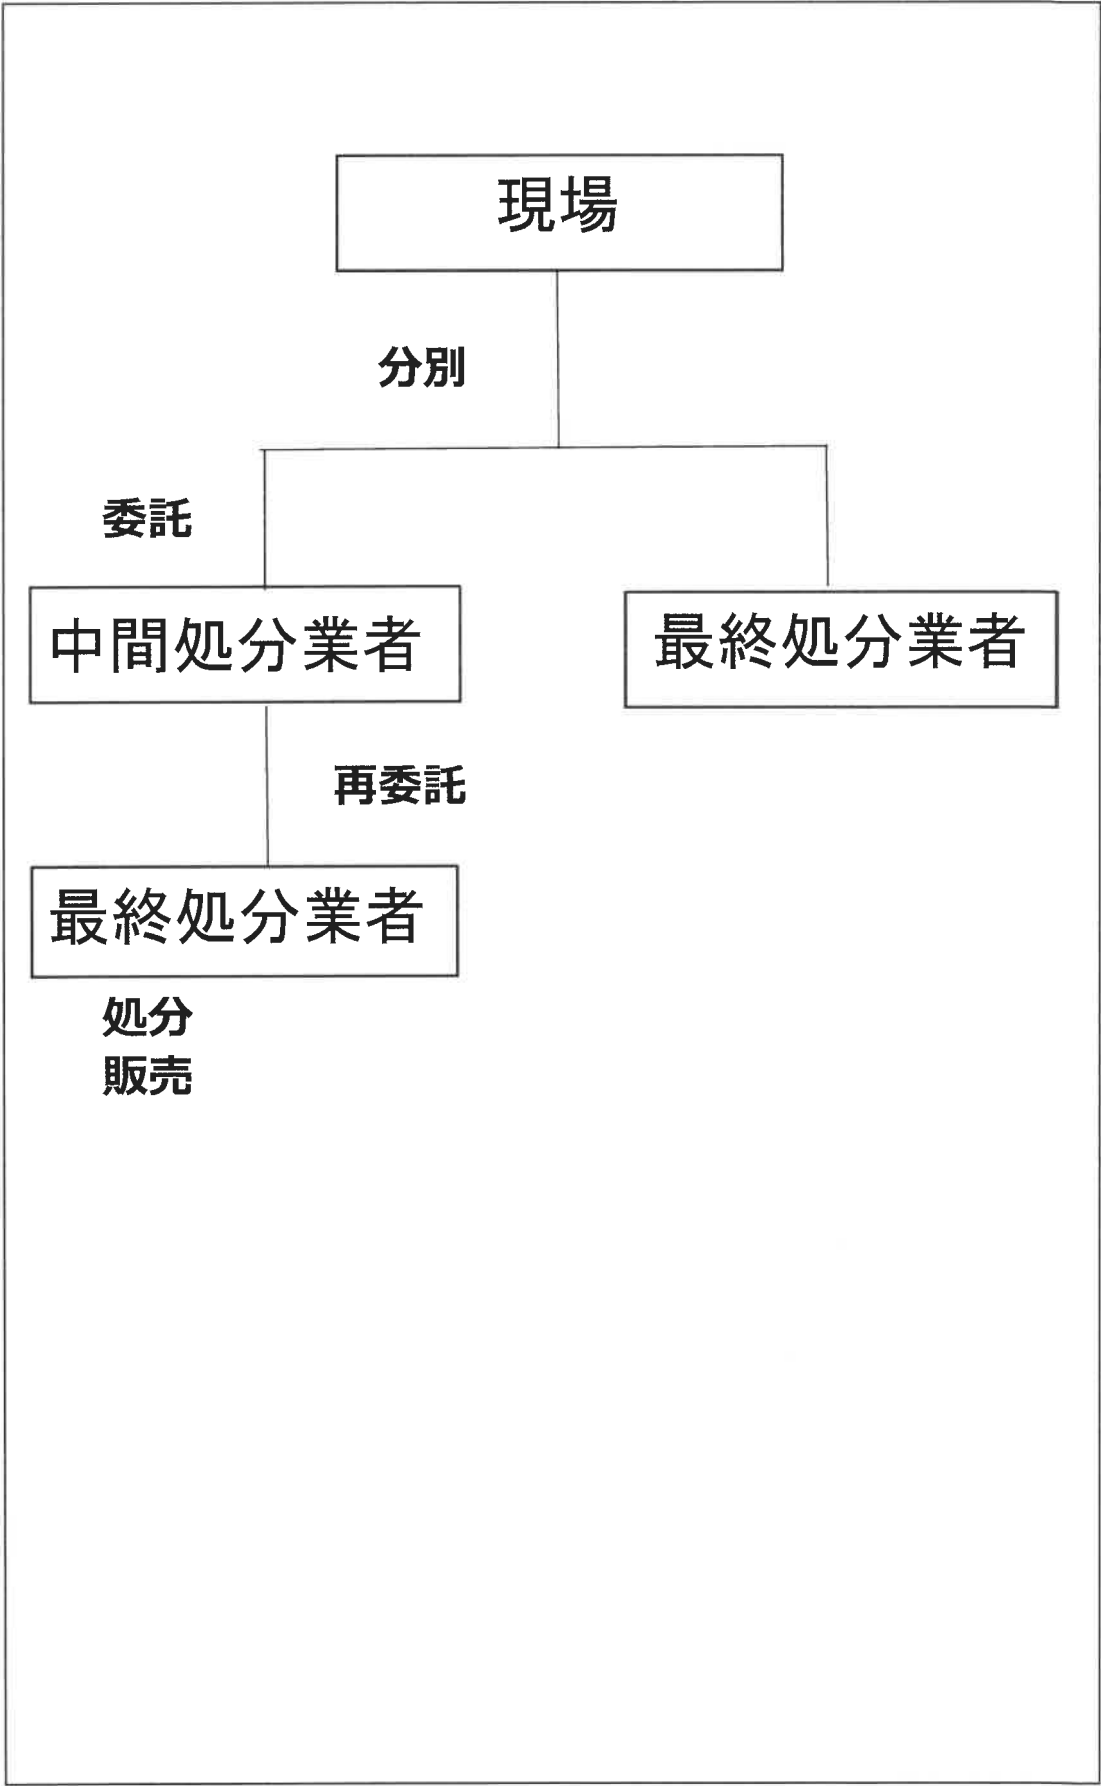 現場
分別
委託
中間処分業者
最終処分業者
再委託
最終処分業者
処分
販売